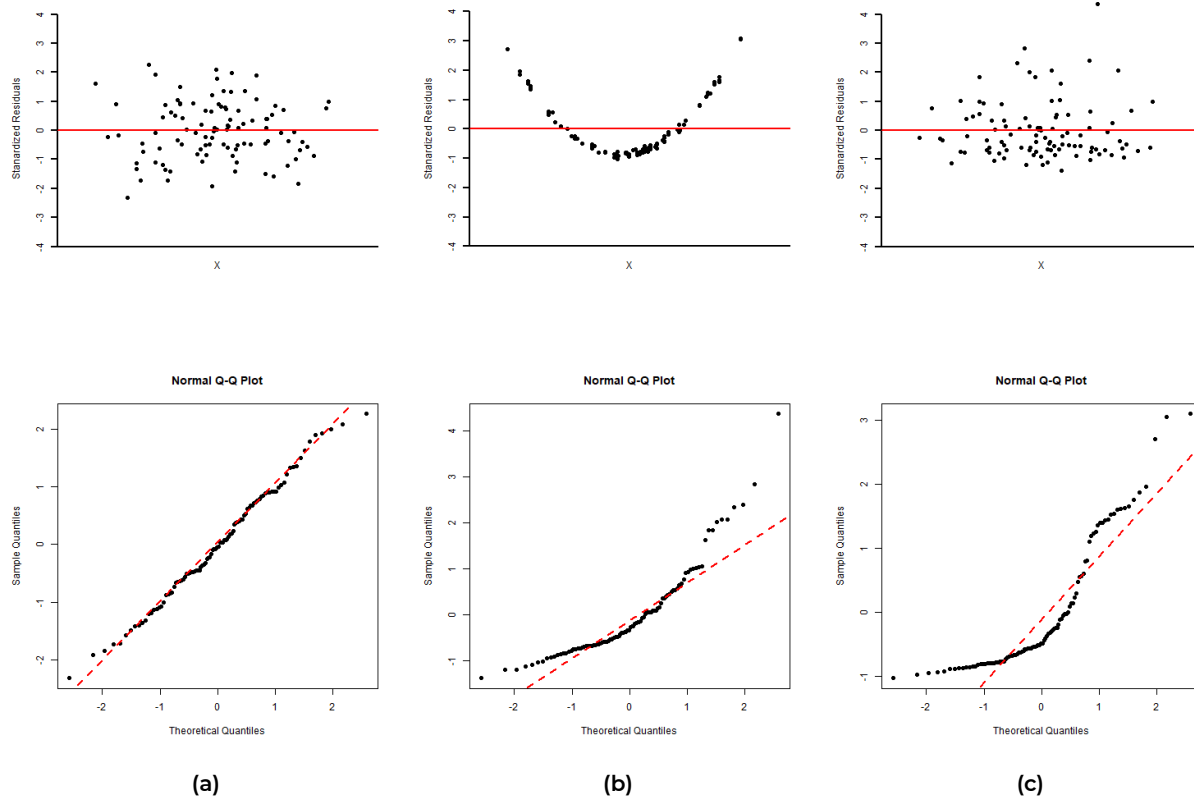 Stanardized Residuals
4
3
2
1
0
-1
-2
-3
-4
X
Stanardized Residuals
4
3
2
1
0
-1
-2
-3
-4
X
Stanardized Residuals
4
3
2
1
0
-1
-2
-3
-4
X
Normal Q-Q Plot
Sample Quantiles
2
1
0
-1
-2
-2 -1 0 1 2
Theoretical Quantiles
(a)
Normal Q-Q Plot
Sample Quantiles
4
3
2
1
0
-1
-2 -1 0 1 2
Theoretical Quantiles
(b)
Normal Q-Q Plot
Sample Quantiles
3
2
1
0
-1
-2 -1 0 1 2
Theoretical Quantiles
(c)